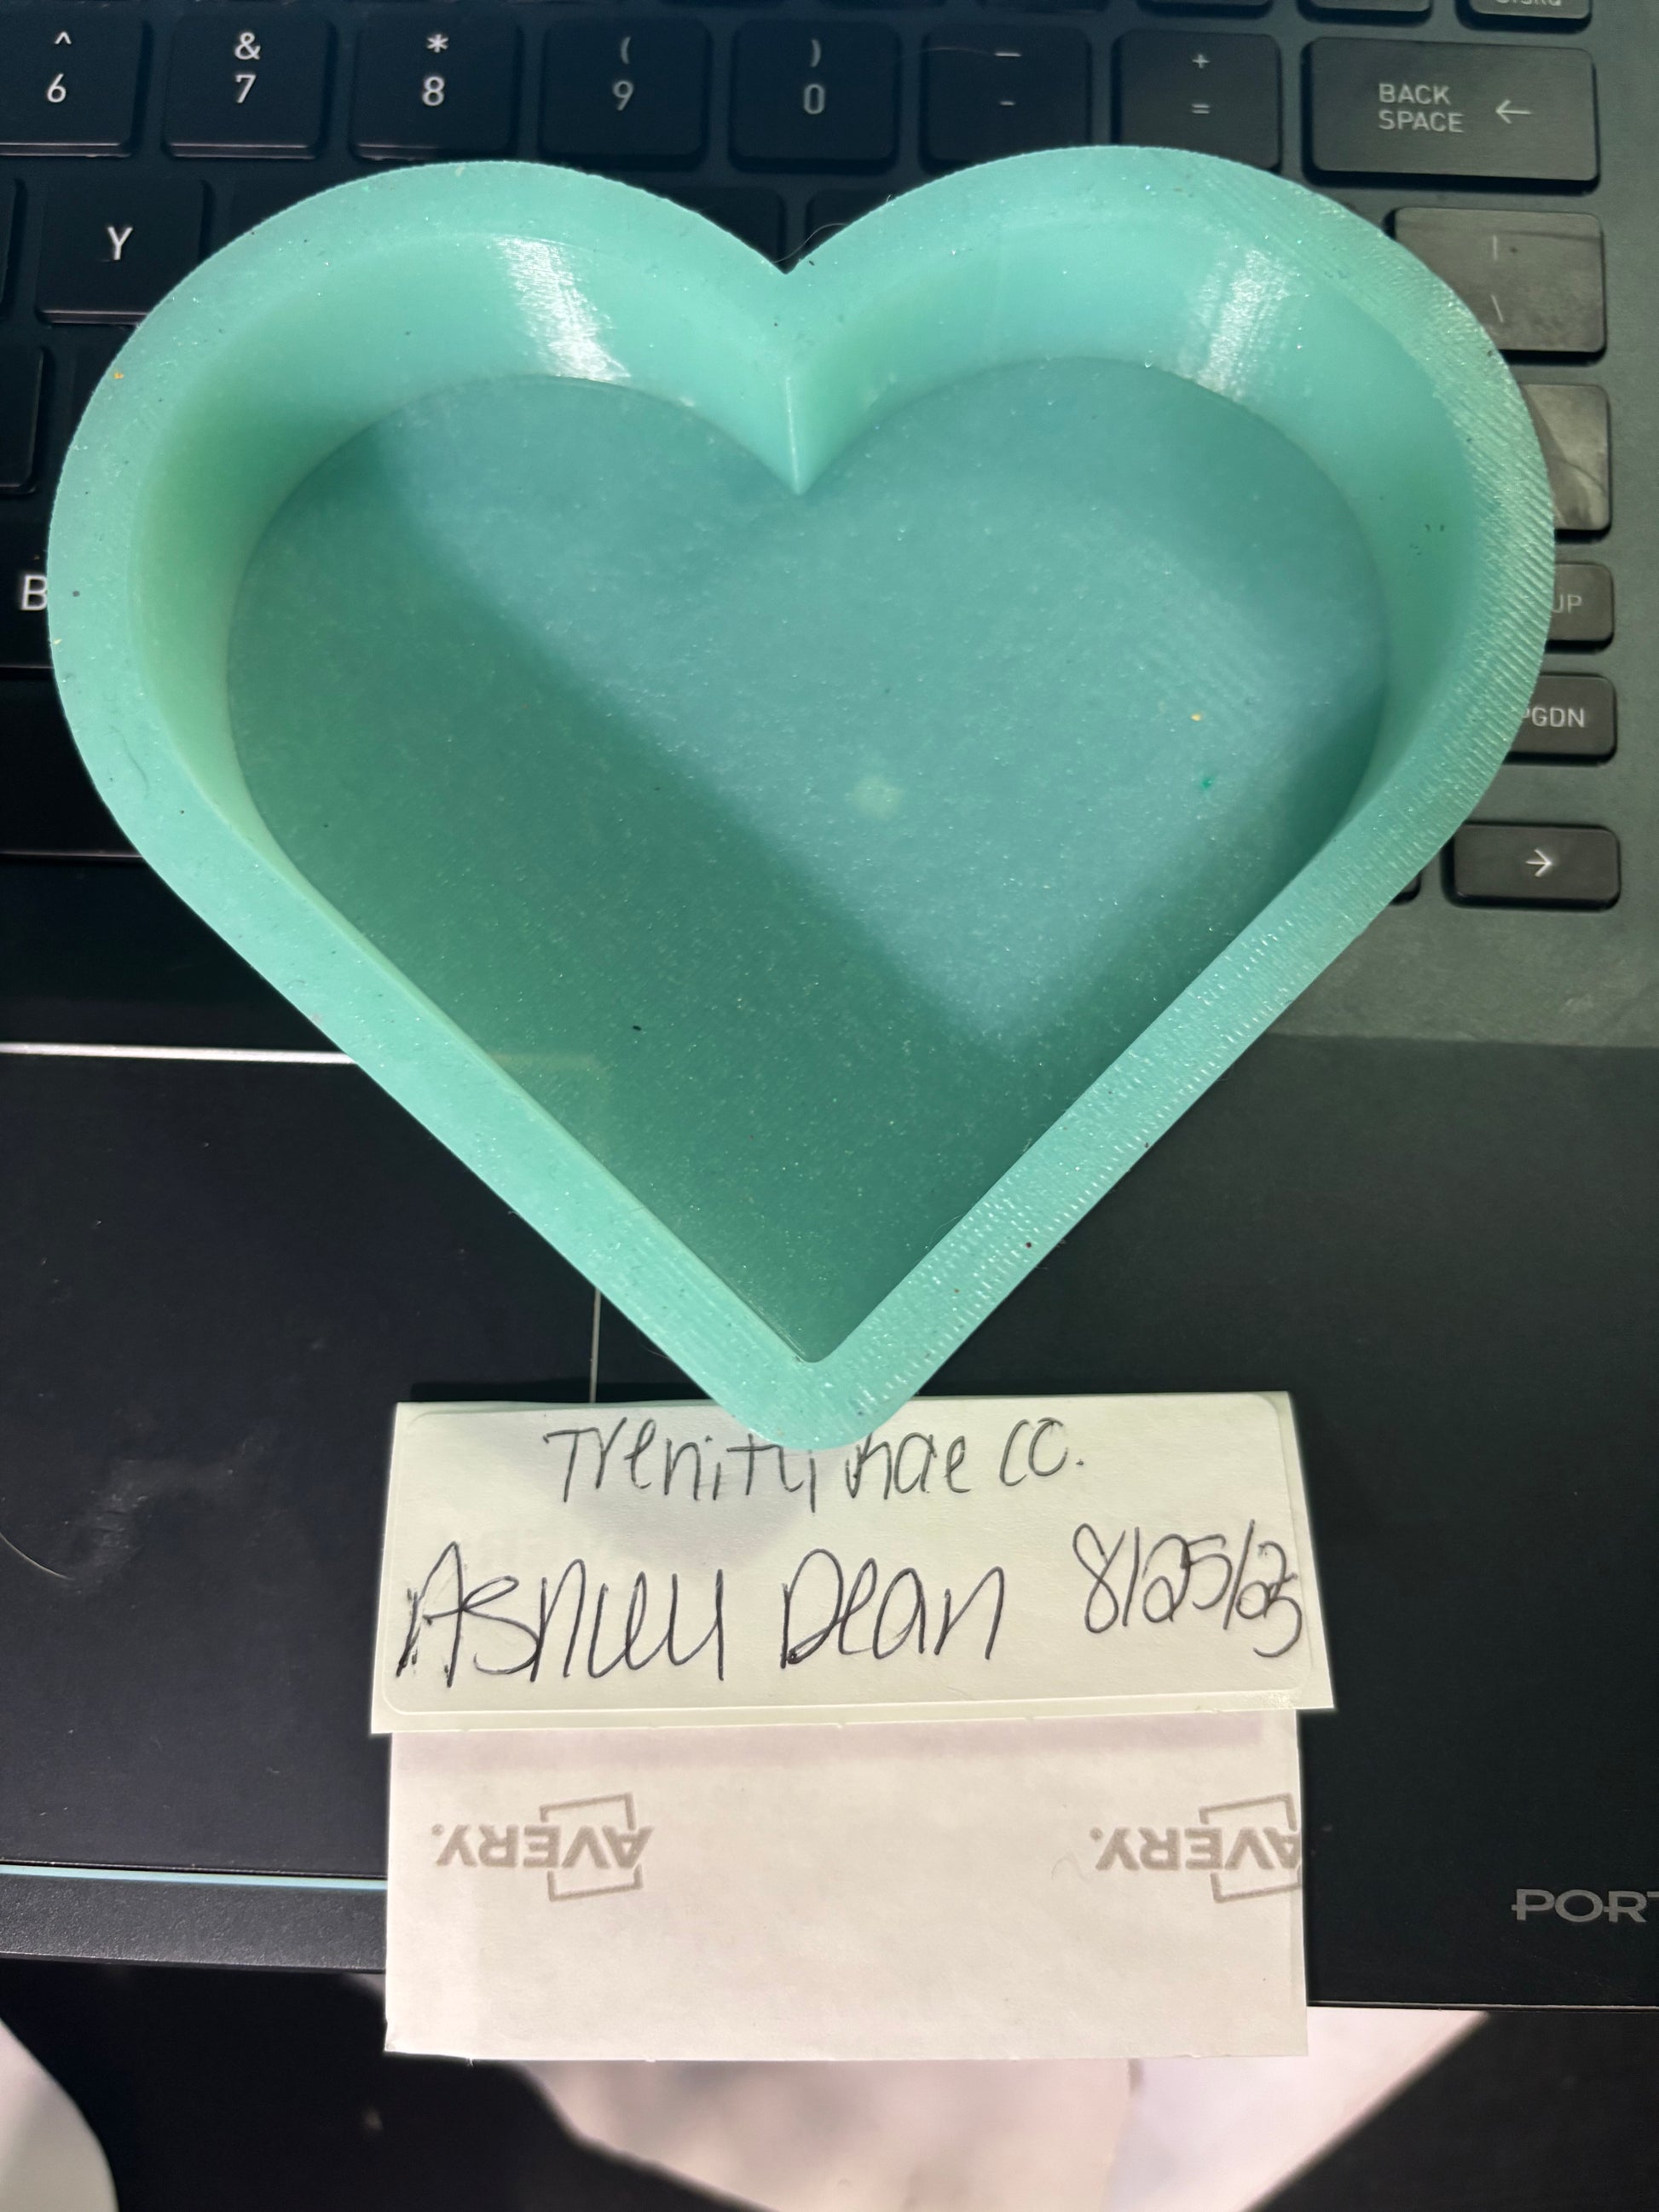 ^ & * ( ) — +
6 7 8 9 0 - = BACK
SPACE ←
Y | \
B
UP
PGDN
→
Trenity Rae CO.
Ashley Dean 8/25/25
AVERY. AVERY.
PORT